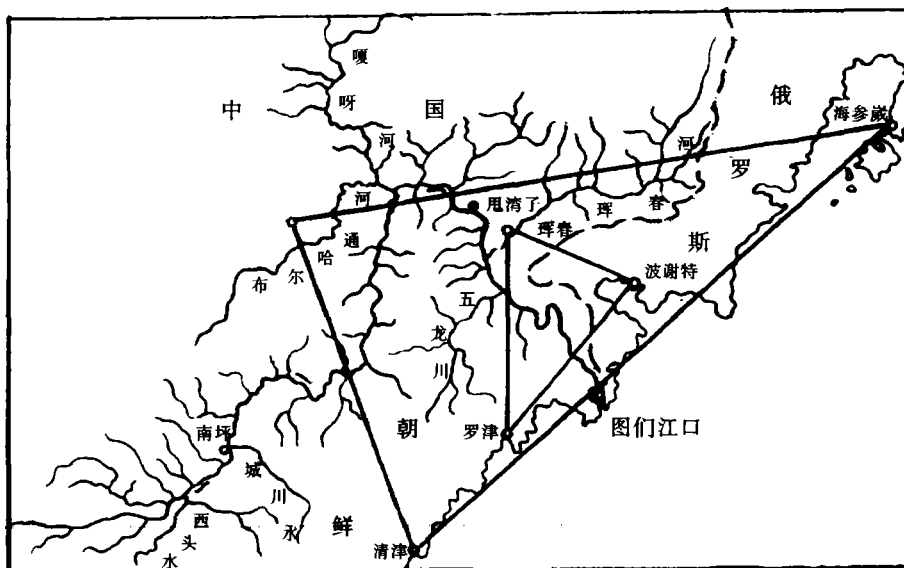 中国
俄罗斯
朝鲜
嘎呀河
海参崴
布尔哈通河
甩湾子
珲春
珲春河
波谢特
五龙川
罗津
图们江口
南坪
城川水
西头水
清津